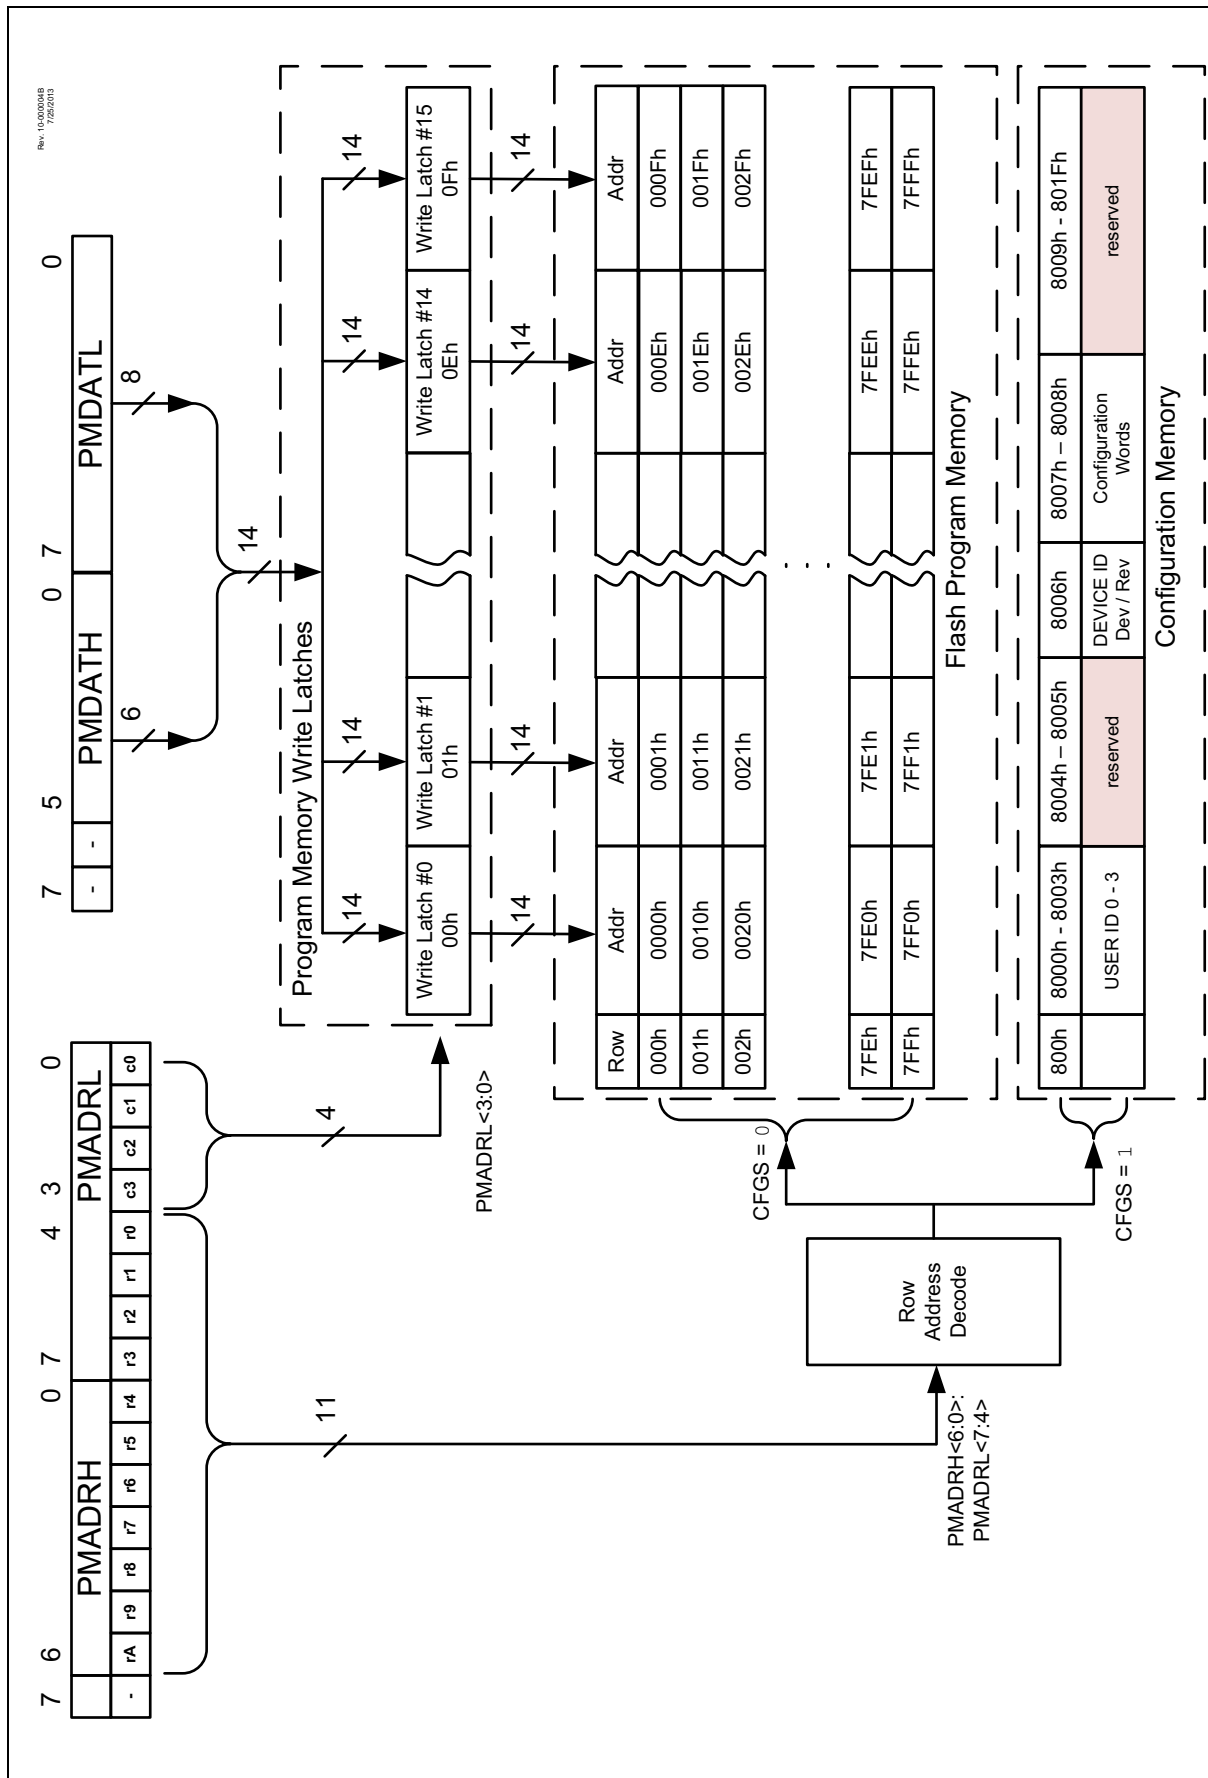 Rev. 10-000004B
7/25/2013
7 6 0 7 4 3 0
PMADRH PMADRL
- rA r9 r8 r7 r6 r5 r4 r3 r2 r1 r0 c3 c2 c1 c0
7 5 0 7 0
- - PMDATH PMDATL
6 8
14
11
4
PMADRL<3:0>
Program Memory Write Latches
14 14 14 14
Write Latch #0 Write Latch #1 Write Latch #14 Write Latch #15
00h 01h 0Eh 0Fh
14 14 14 14
PMADRH<6:0>:
PMADRL<7:4>
Row
Address
Decode
CFGS = 0
Row Addr Addr Addr Addr
000h 0000h 0001h 000Eh 000Fh
001h 0010h 0011h 001Eh 001Fh
002h 0020h 0021h 002Eh 002Fh
. . .
7FEh 7FE0h 7FE1h 7FEEh 7FEFh
7FFh 7FF0h 7FF1h 7FFEh 7FFFh
Flash Program Memory
CFGS = 1
800h 8000h - 8003h 8004h – 8005h 8006h 8007h – 8008h 8009h - 801Fh
USER ID 0 - 3 reserved DEVICE ID Configuration reserved
Dev / Rev Words
Configuration Memory